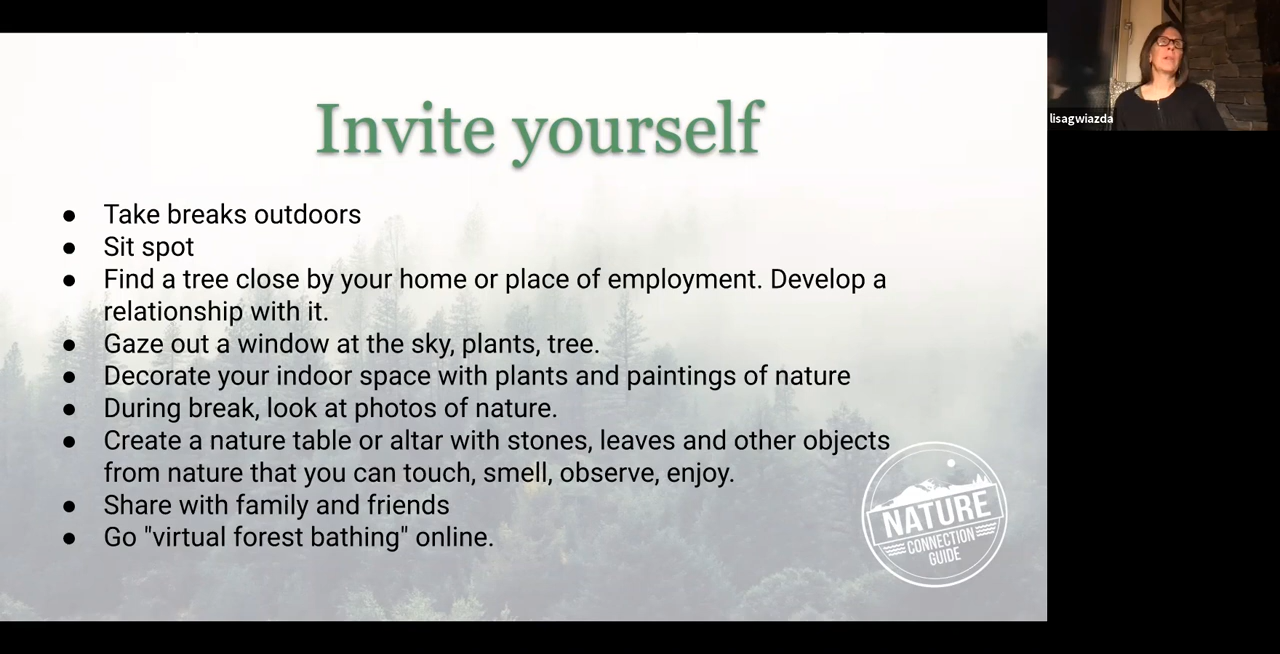 Invite yourself
● Take breaks outdoors
● Sit spot
● Find a tree close by your home or place of employment. Develop a
relationship with it.
● Gaze out a window at the sky, plants, tree.
● Decorate your indoor space with plants and paintings of nature
● During break, look at photos of nature.
● Create a nature table or altar with stones, leaves and other objects
from nature that you can touch, smell, observe, enjoy.
● Share with family and friends
● Go "virtual forest bathing" online.
NATURE
CONNECTION
GUIDE
lisagwiazda